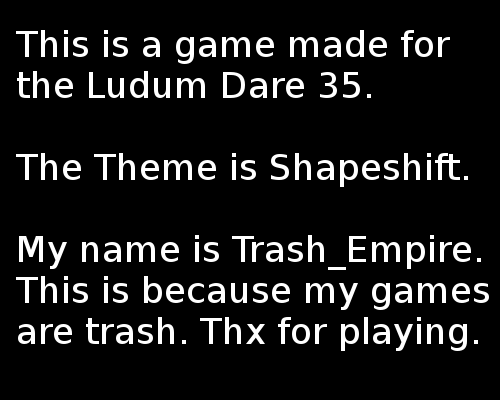 This is a game made for
the Ludum Dare 35.
The Theme is Shapeshift.
My name is Trash_Empire.
This is because my games
are trash. Thx for playing.